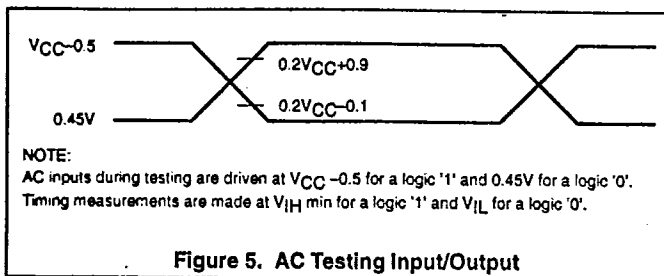 VCC–0.5
0.2VCC+0.9
0.2VCC–0.1
0.45V
NOTE:
AC inputs during testing are driven at VCC –0.5 for a logic '1' and 0.45V for a logic '0'.
Timing measurements are made at VIH min for a logic '1' and VIL for a logic '0'.
Figure 5. AC Testing Input/Output